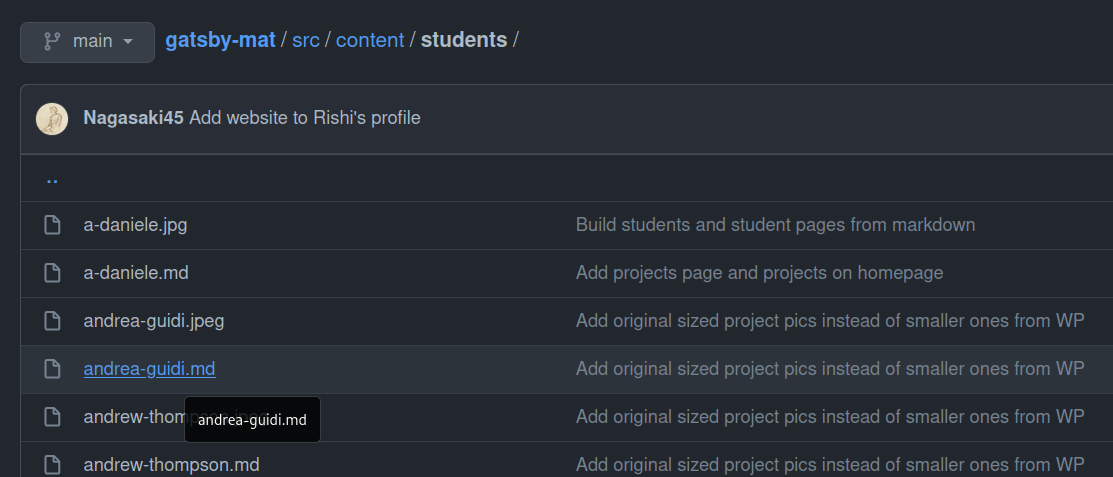 main
gatsby-mat / src / content / students /
Nagasaki45 Add website to Rishi's profile
..
a-daniele.jpg Build students and student pages from markdown
a-daniele.md Add projects page and projects on homepage
andrea-guidi.jpeg Add original sized project pics instead of smaller ones from WP
andrea-guidi.md Add original sized project pics instead of smaller ones from WP
andrew-thom Add original sized project pics instead of smaller ones from WP
andrea-guidi.md
andrew-thompson.md Add original sized project pics instead of smaller ones from WP